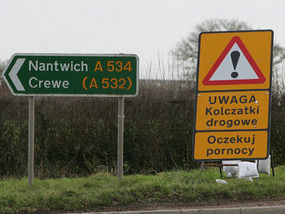 Nantwich A 534
Crewe (A 532)
!
UWAGA
Kolczatki
drogowe
Oczekuj
pornocy